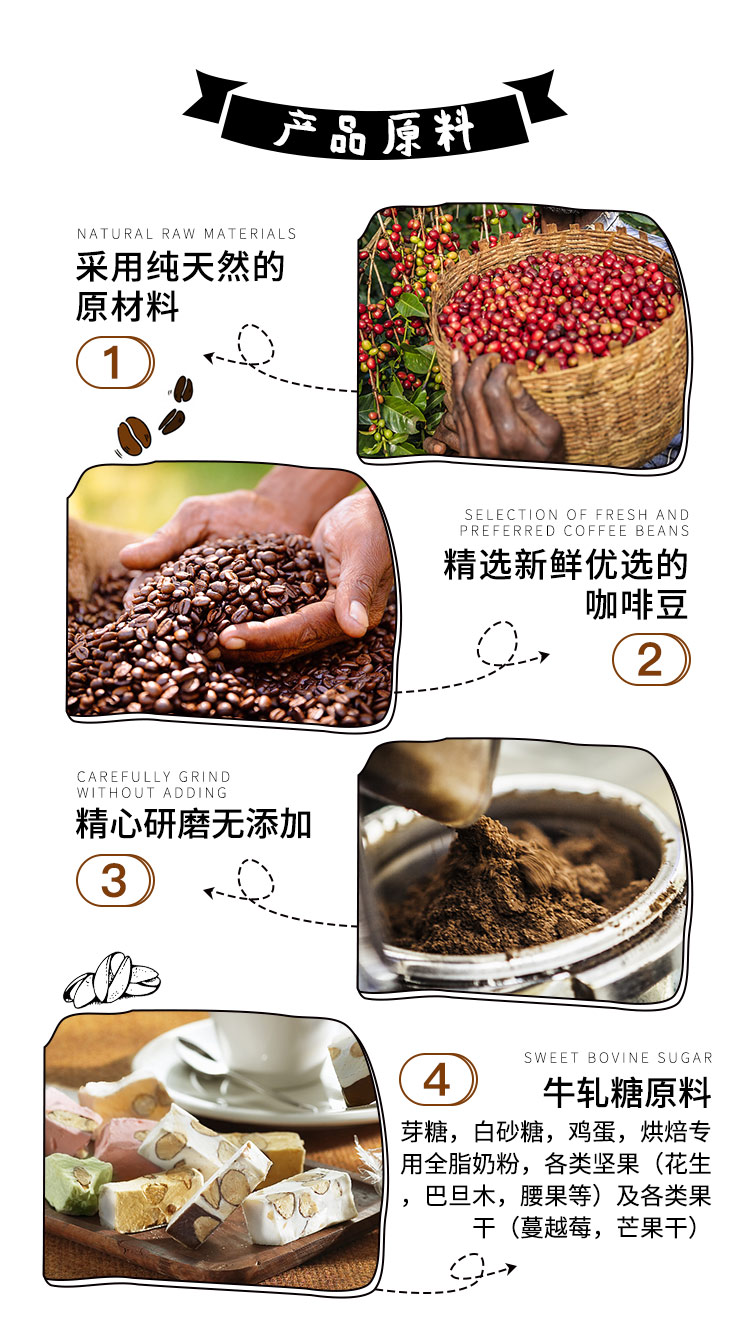 产品原料
NATURAL RAW MATERIALS
采用纯天然的
原材料
1
SELECTION OF FRESH AND
PREFERRED COFFEE BEANS
精选新鲜优选的
咖啡豆
2
CAREFULLY GRIND
WITHOUT ADDING
精心研磨无添加
3
4
SWEET BOVINE SUGAR
牛轧糖原料
芽糖，白砂糖，鸡蛋，烘焙专
用全脂奶粉，各类坚果（花生
，巴旦木，腰果等）及各类果
干（蔓越莓，芒果干）